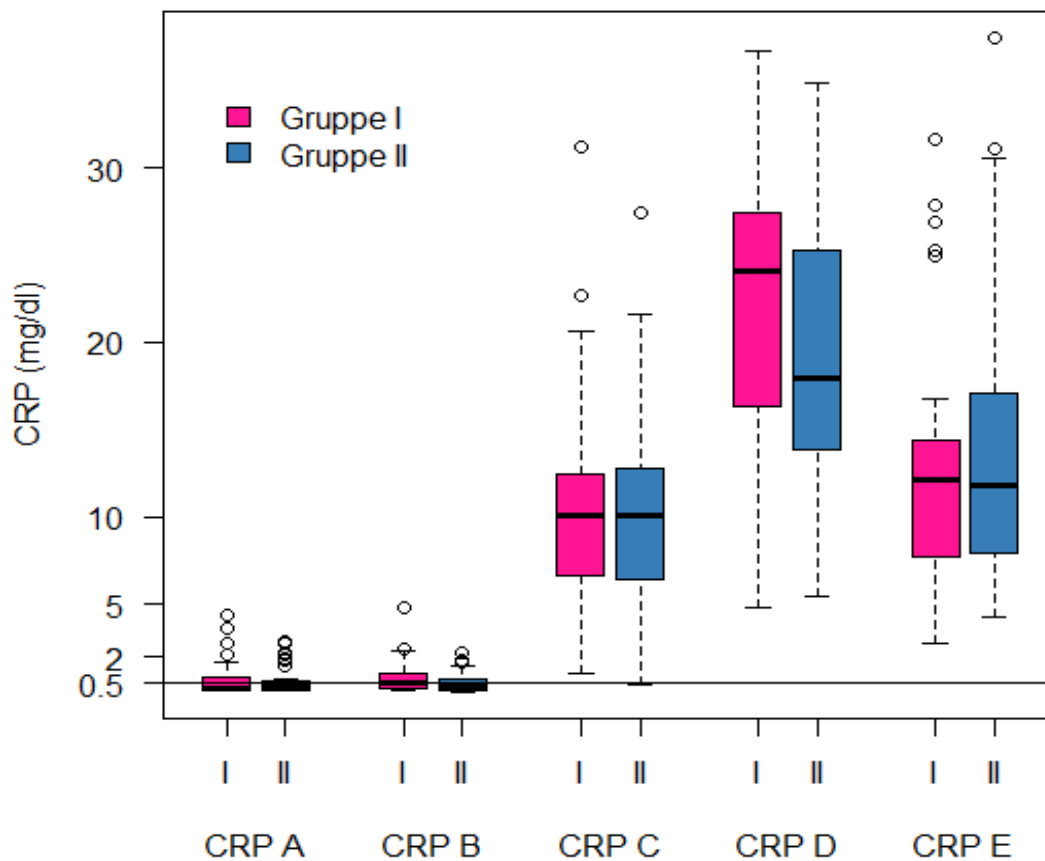 Gruppe I
Gruppe II
CRP (mg/dl)
30
20
10
5
2
0.5
I II I II I II I II I II
CRP A CRP B CRP C CRP D CRP E